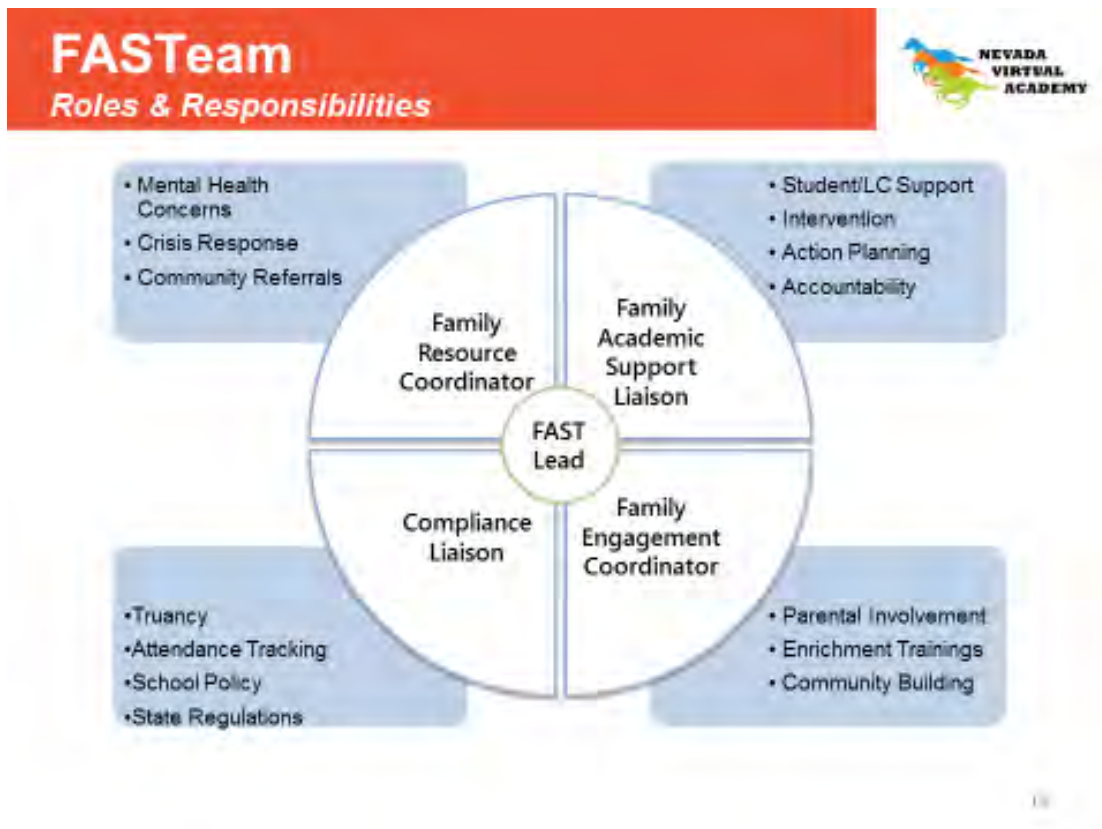 FASTeam
Roles & Responsibilities
NEVADA
VIRTUAL
ACADEMY
• Mental Health
Concerns
• Crisis Response
• Community Referrals
• Student/LC Support
• Intervention
• Action Planning
• Accountability
Family
Resource
Coordinator
Family
Academic
Support
Liaison
FAST
Lead
Compliance
Liaison
Family
Engagement
Coordinator
•Truancy
•Attendance Tracking
•School Policy
•State Regulations
• Parental Involvement
• Enrichment Trainings
• Community Building